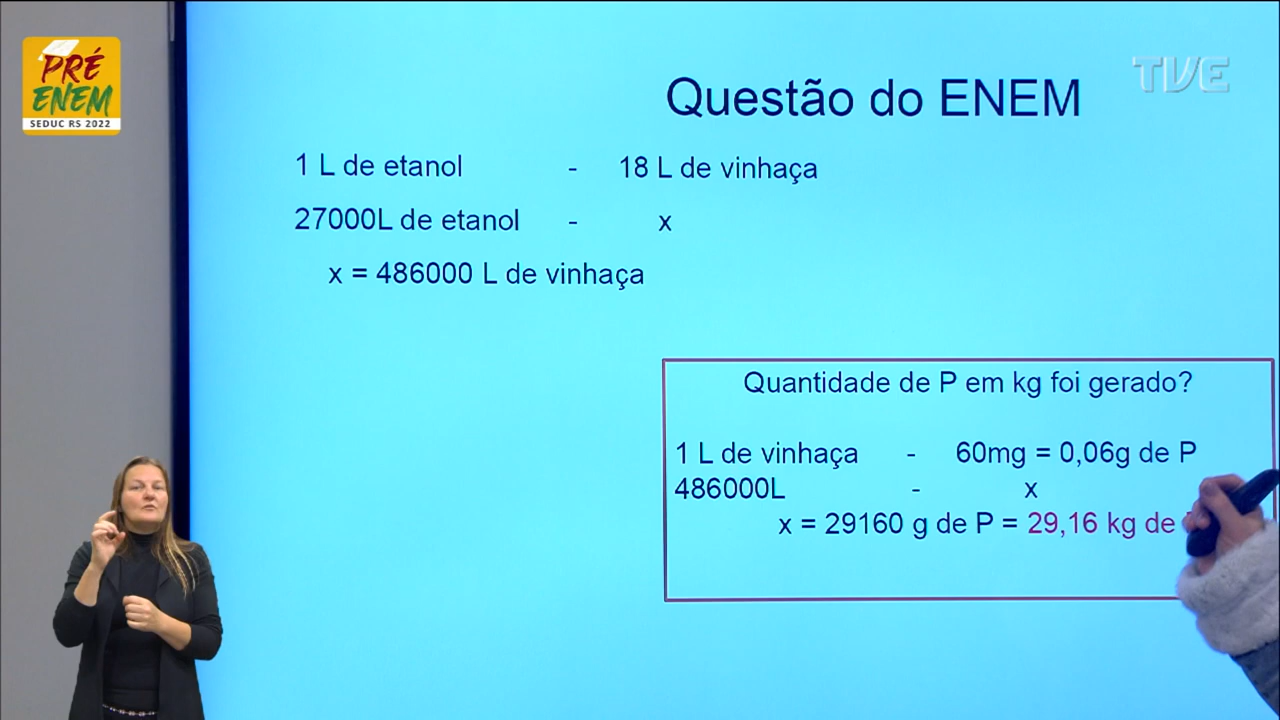 PRÉ
ENEM
SEDUC RS 2022
TVE
Questão do ENEM
1 L de etanol - 18 L de vinhaça
27000L de etanol - x
x = 486000 L de vinhaça
Quantidade de P em kg foi gerado?
1 L de vinhaça - 60mg = 0,06g de P
486000L - x
x = 29160 g de P = 29,16 kg de